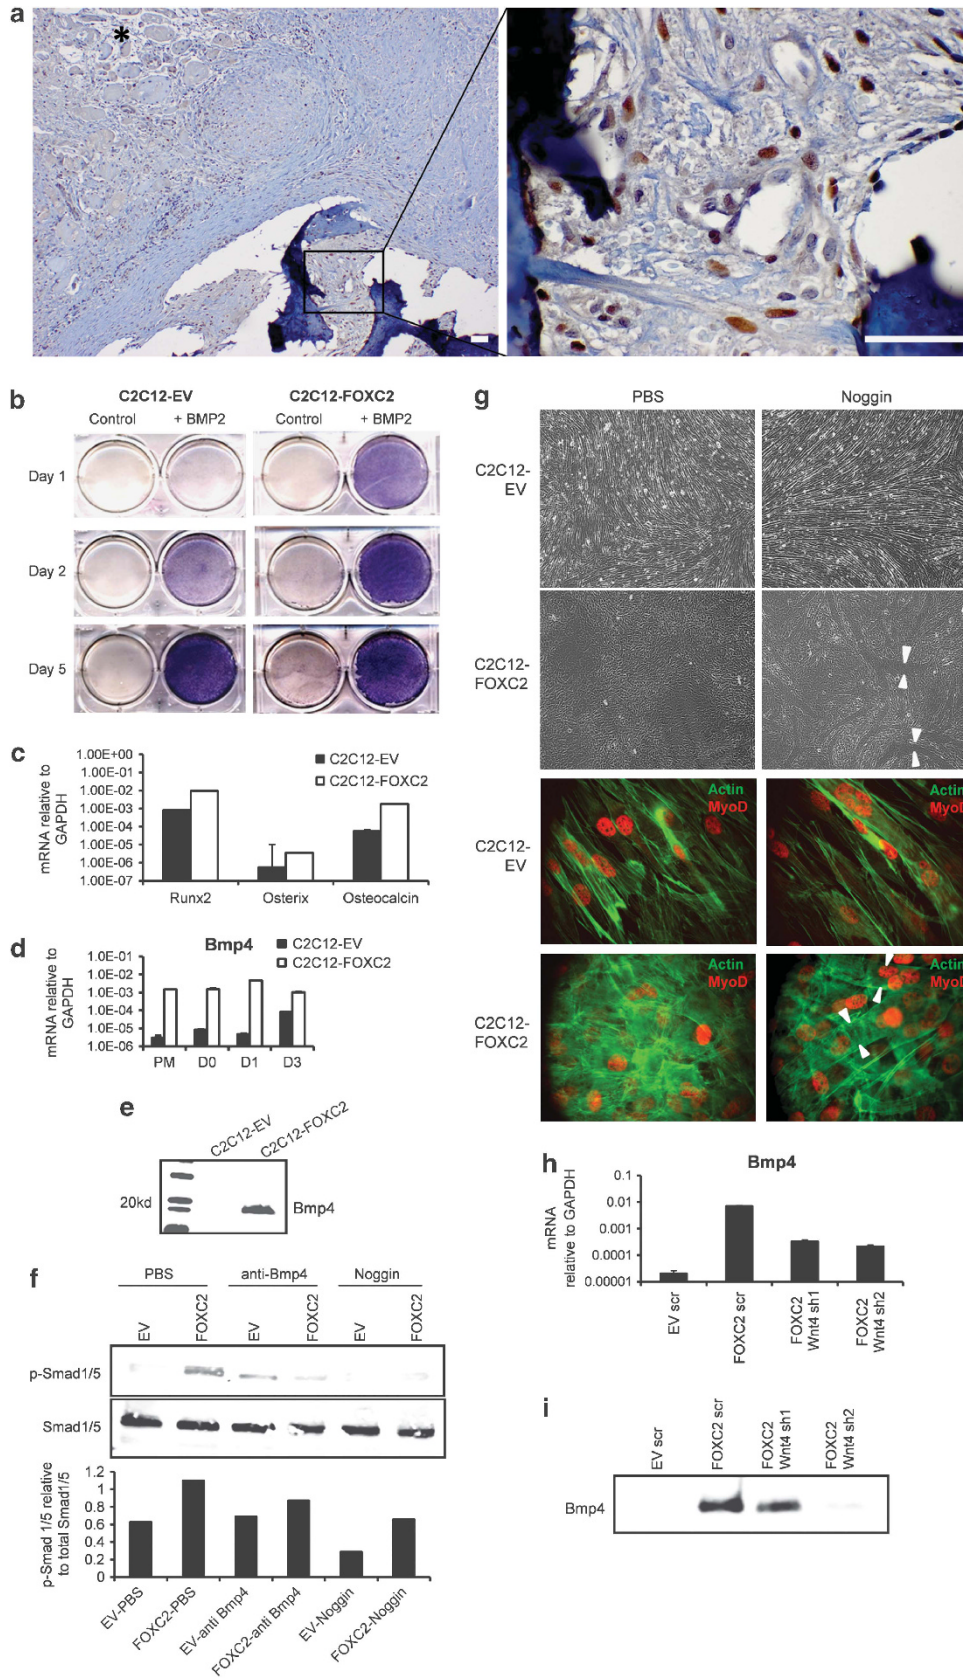 a
*
b
C2C12-EV
C2C12-FOXC2
Control
+ BMP2
Control
+ BMP2
Day 1
Day 2
Day 5
c
1.00E+00
1.00E-01
1.00E-02
1.00E-03
1.00E-04
1.00E-05
1.00E-06
1.00E-07
mRNA relative to
GAPDH
C2C12-EV
C2C12-FOXC2
Runx2
Osterix
Osteocalcin
d
Bmp4
C2C12-EV
C2C12-FOXC2
1.0E-01
1.0E-02
1.0E-03
1.0E-04
1.0E-05
1.0E-06
mRNA relative to
GAPDH
PM
D0
D1
D3
e
C2C12-EV
C2C12-FOXC2
20kd
Bmp4
f
PBS
anti-Bmp4
Noggin
EV
FOXC2
EV
FOXC2
EV
FOXC2
p-Smad1/5
Smad1/5
1.2
1
0.8
0.6
0.4
0.2
0
p-Smad 1/5 relative
to total Smad1/5
EV-PBS
FOXC2-PBS
EV-anti Bmp4
FOXC2-anti Bmp4
EV-Noggin
FOXC2-Noggin
g
PBS
Noggin
C2C12-
EV
C2C12-
FOXC2
C2C12-
EV
Actin
MyoD
Actin
MyoD
C2C12-
FOXC2
Actin
MyoD
Actin
MyoD
h
Bmp4
0.1
0.01
0.001
0.0001
0.00001
mRNA
relative to GAPDH
EV scr
FOXC2 scr
FOXC2
Wnt4 sh1
FOXC2
Wnt4 sh2
i
EV scr
FOXC2 scr
FOXC2
Wnt4 sh1
FOXC2
Wnt4 sh2
Bmp4